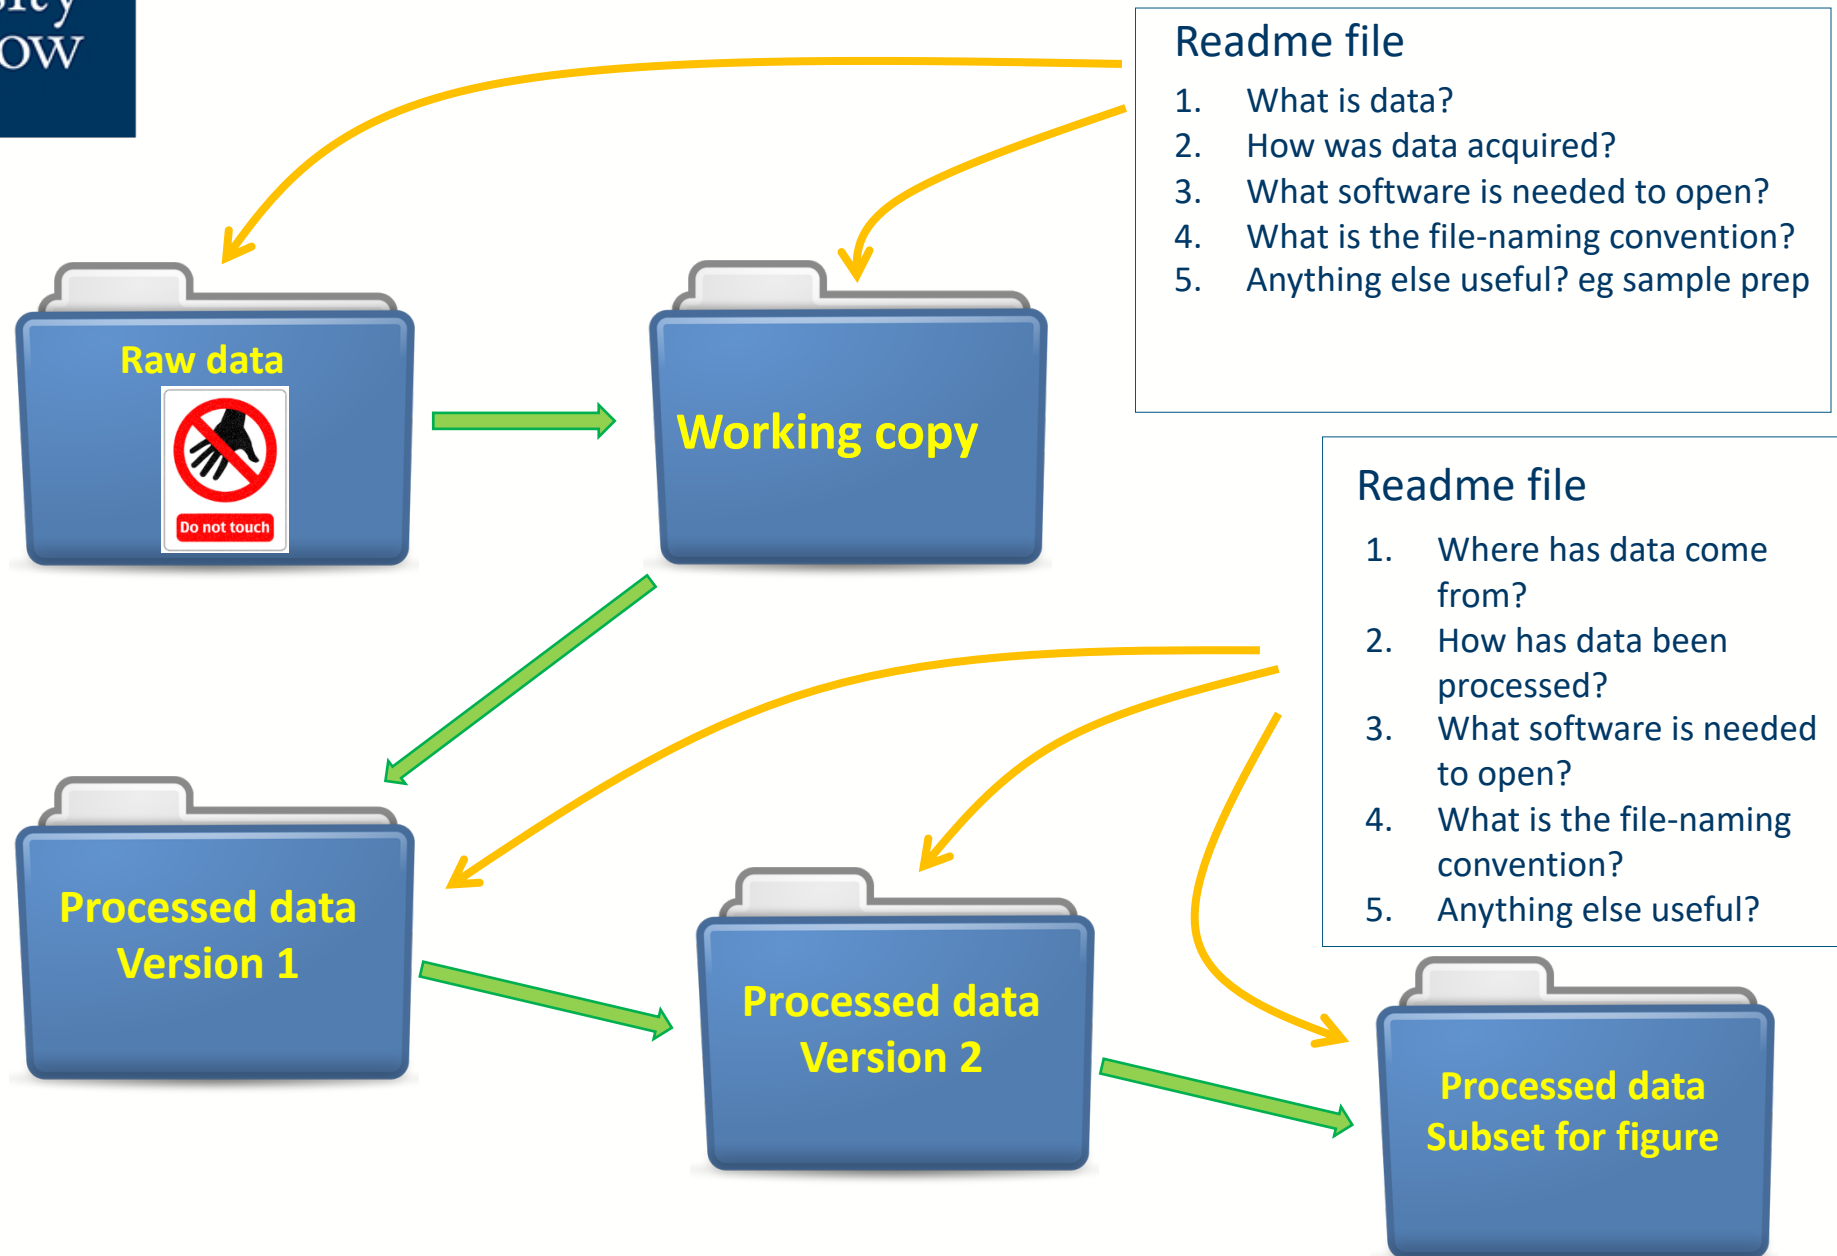 ow
Readme file
1. What is data?
2. How was data acquired?
3. What software is needed to open?
4. What is the file-naming convention?
5. Anything else useful? eg sample prep
Raw data
Do not touch
Working copy
Readme file
1. Where has data come
from?
2. How has data been
processed?
3. What software is needed
to open?
4. What is the file-naming
convention?
5. Anything else useful?
Processed data
Version 1
Processed data
Version 2
Processed data
Subset for figure